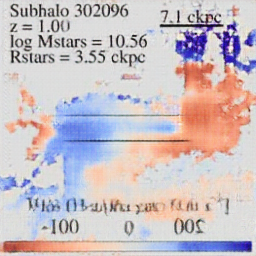 Subhalo 302096
7.1 ckpc
z = 1.00
log Mstars = 10.56
Rstars = 3.55 ckpc
-100 0 200